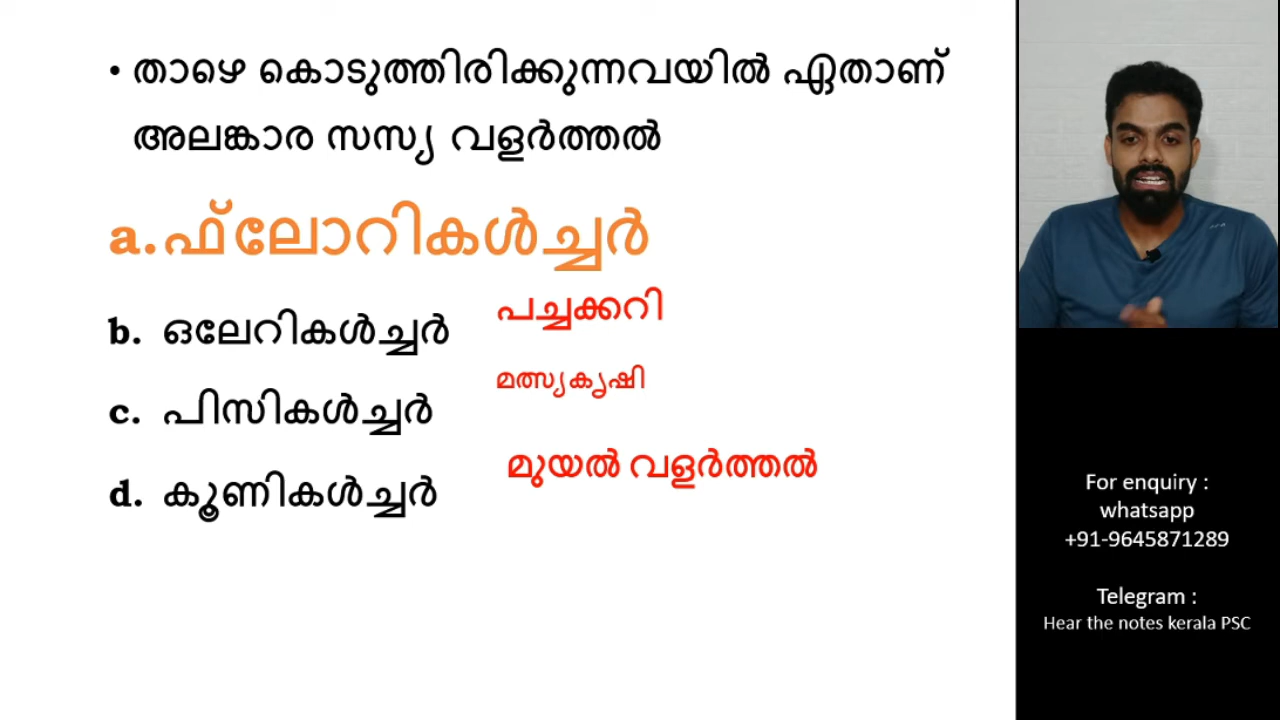 • താഴെ കൊടുത്തിരിക്കുന്നവയിൽ ഏതാണ്
അലങ്കാര സസ്യ വളർത്തൽ
a.ഫ്ലോറികൾച്ചർ
b. ഒലേറികൾച്ചർ പച്ചക്കറി
c. പിസികൾച്ചർ മത്സ്യകൃഷി
d. കൂണികൾച്ചർ മുയൽ വളർത്തൽ
For enquiry :
whatsapp
+91-9645871289
Telegram :
Hear the notes kerala PSC